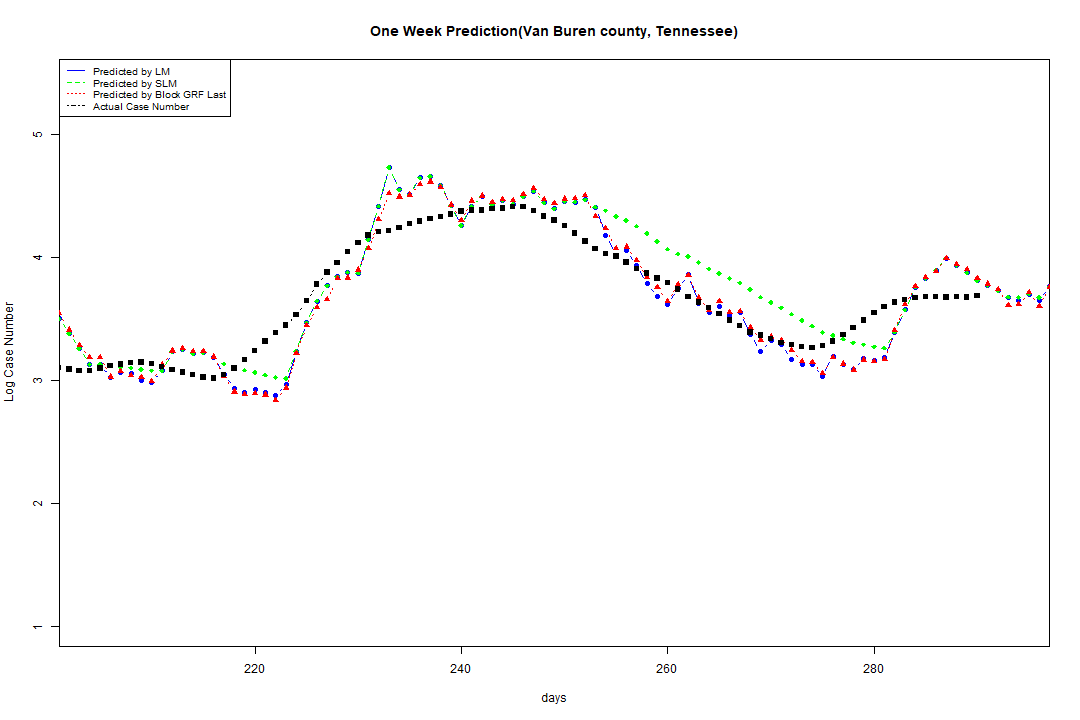 One Week Prediction(Van Buren county, Tennessee)
Predicted by LM
Predicted by SLM
Predicted by Block GRF Last
Actual Case Number
5
4
3
2
1
Log Case Number
220 240 260 280
days